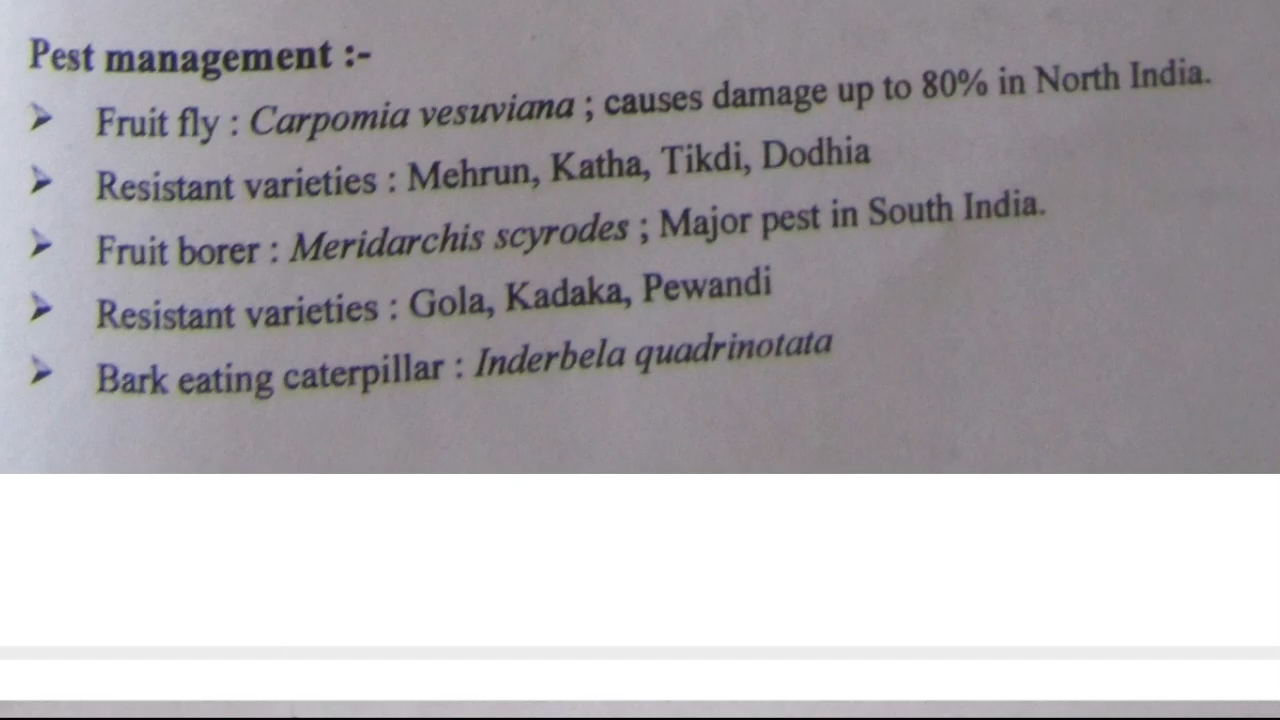 Pest management :-
➤ Fruit fly : Carpomia vesuviana ; causes damage up to 80% in North India.
➤ Resistant varieties : Mehrun, Katha, Tikdi, Dodhia
➤ Fruit borer : Meridarchis scyrodes ; Major pest in South India.
➤ Resistant varieties : Gola, Kadaka, Pewandi
➤ Bark eating caterpillar : Inderbela quadrinotata